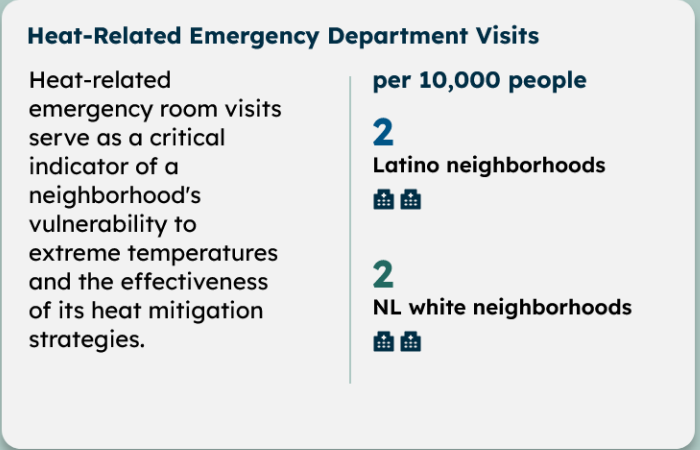 Heat-Related Emergency Department Visits
Heat-related
emergency room visits
serve as a critical
indicator of a
neighborhood's
vulnerability to
extreme temperatures
and the effectiveness
of its heat mitigation
strategies.
per 10,000 people
2
Latino neighborhoods
2
NL white neighborhoods